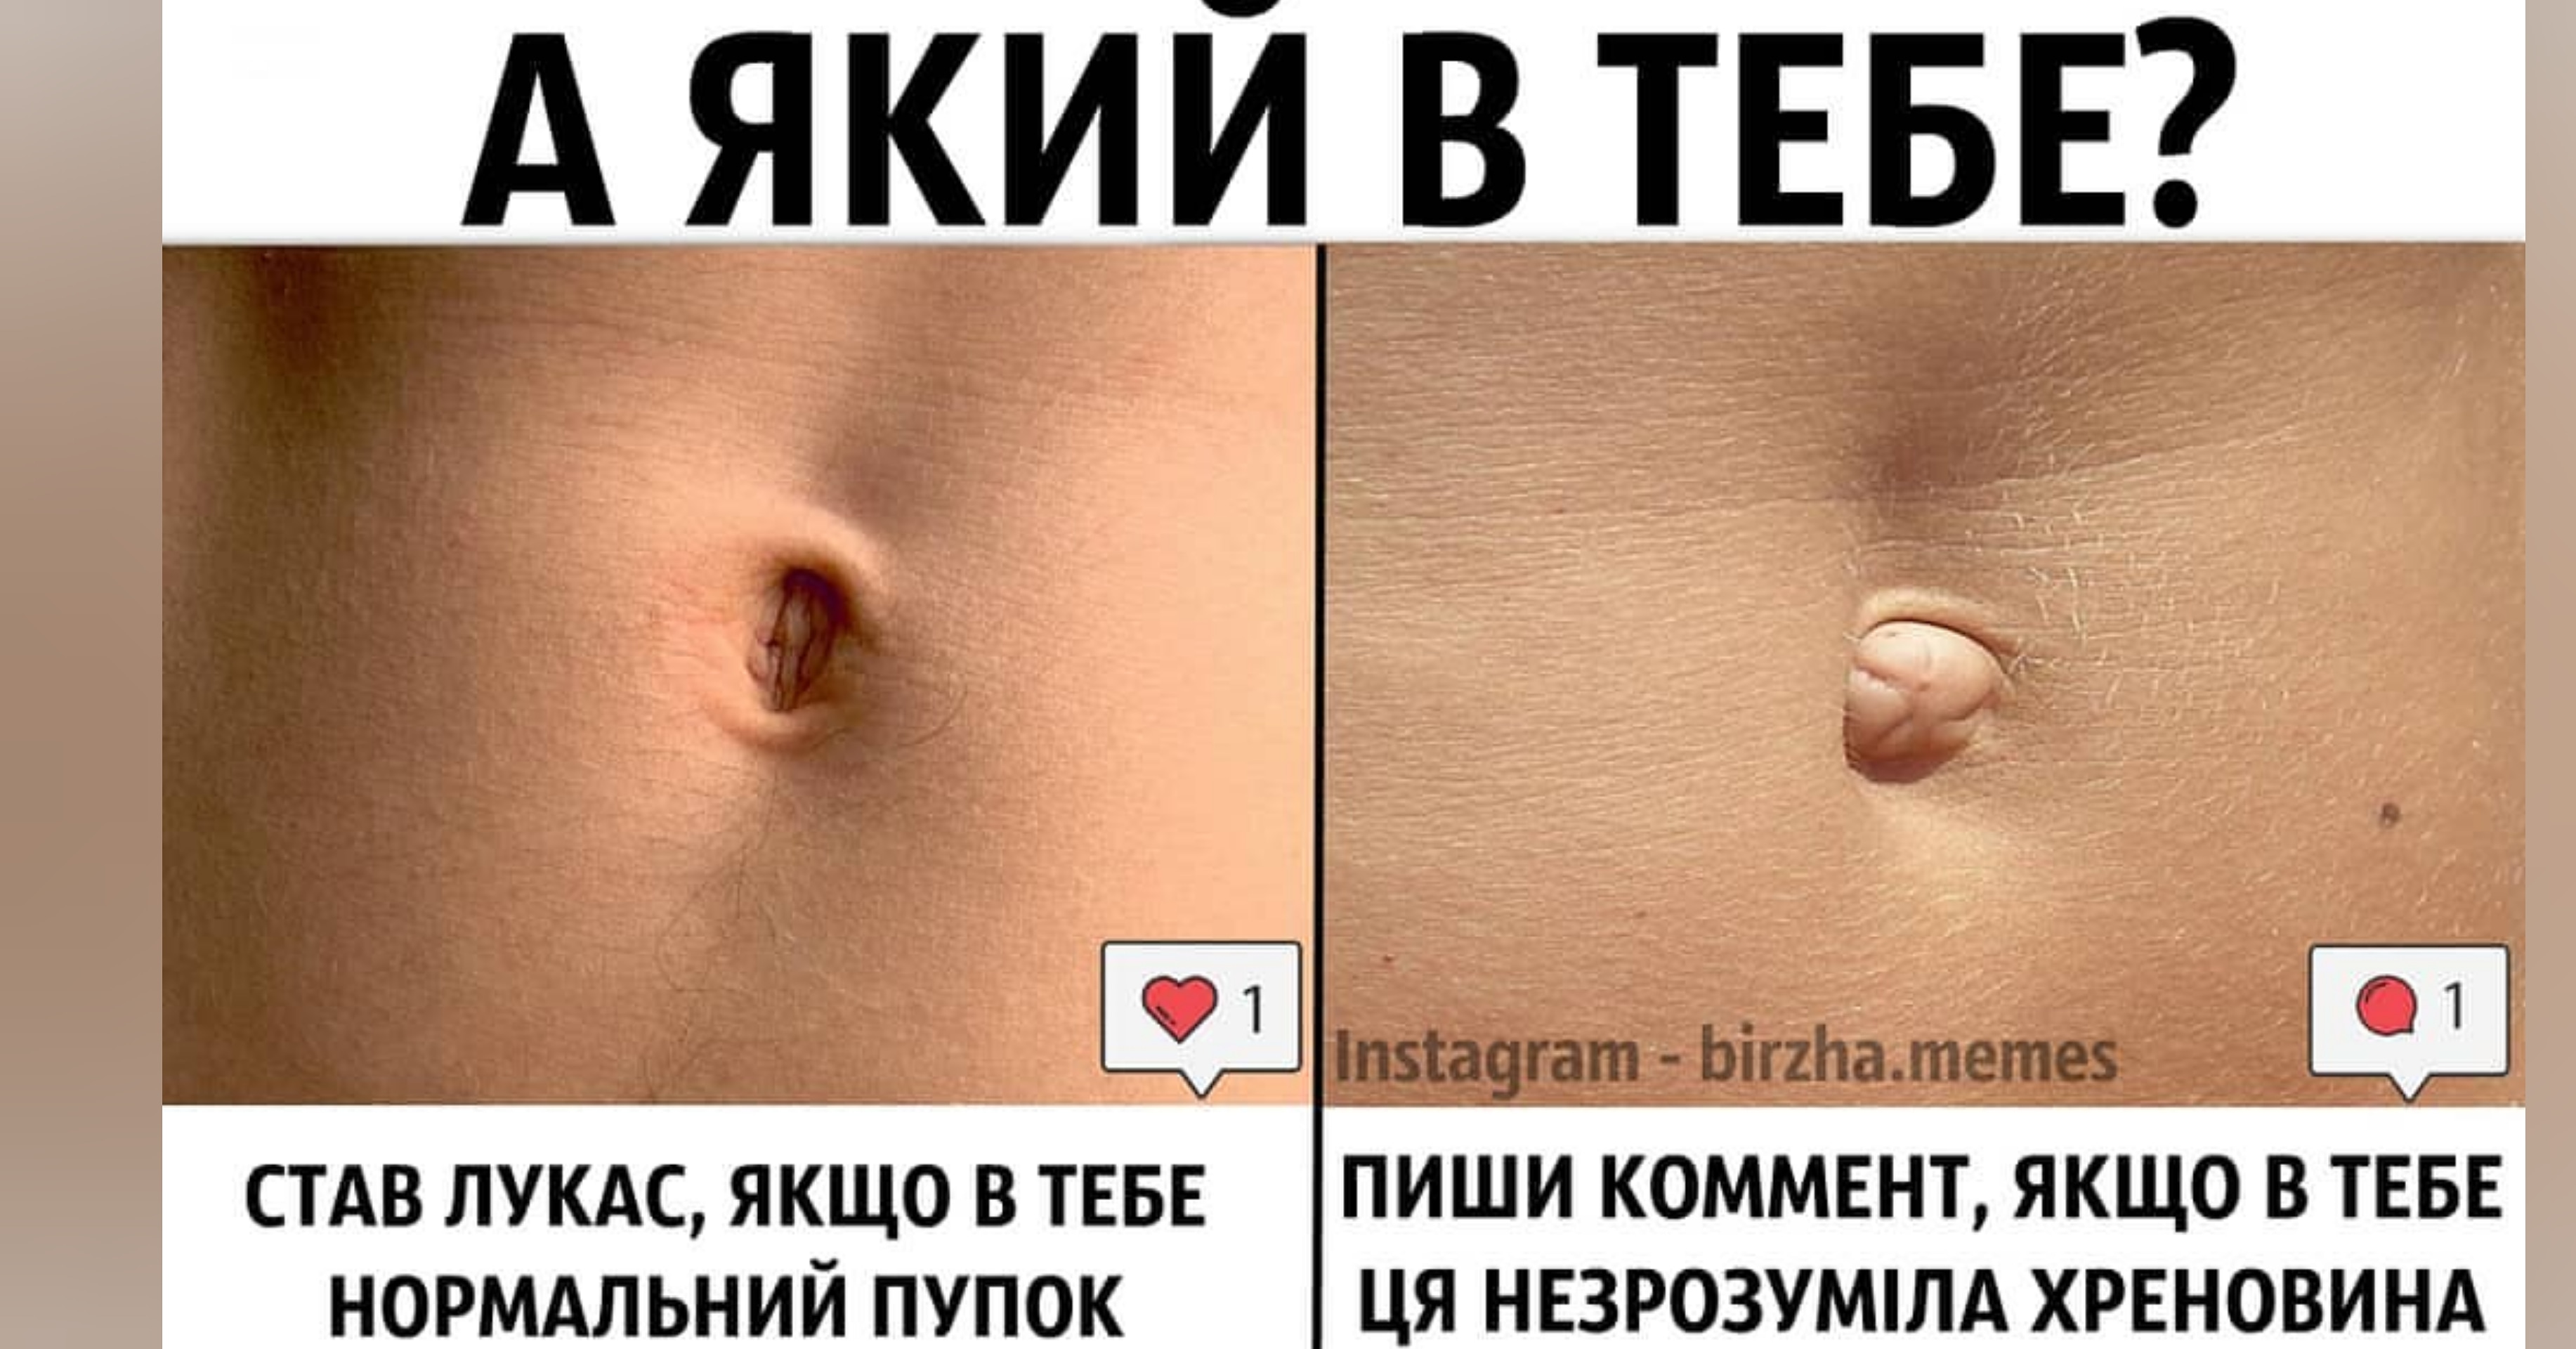 А ЯКИЙ В ТЕБЕ?
1
1
Instagram - birzha.memes
СТАВ ЛУКАС, ЯКЩО В ТЕБЕ
НОРМАЛЬНИЙ ПУПОК
ПИШИ КОММЕНТ, ЯКЩО В ТЕБЕ
ЦЯ НЕЗРОЗУМІЛА ХРЕНОВИНА